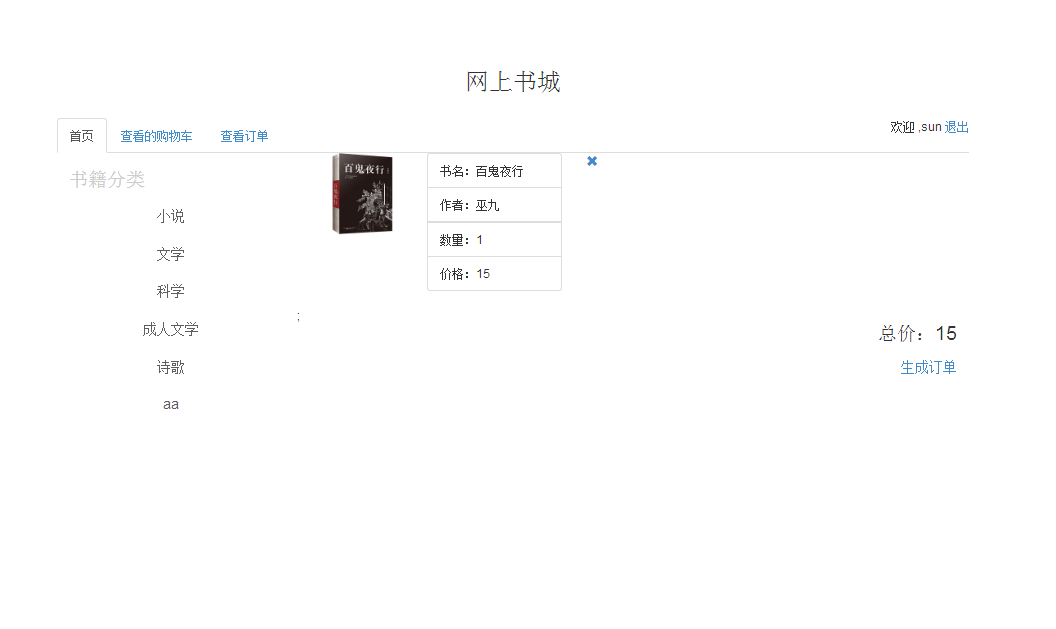 网上书城
首页 查看的购物车 查看订单 欢迎 ,sun 退出
书籍分类
小说
文学
科学
成人文学
诗歌
aa
百鬼夜行
书名：百鬼夜行
作者：巫九
数量：1
价格：15
✖
;
总价：15
生成订单